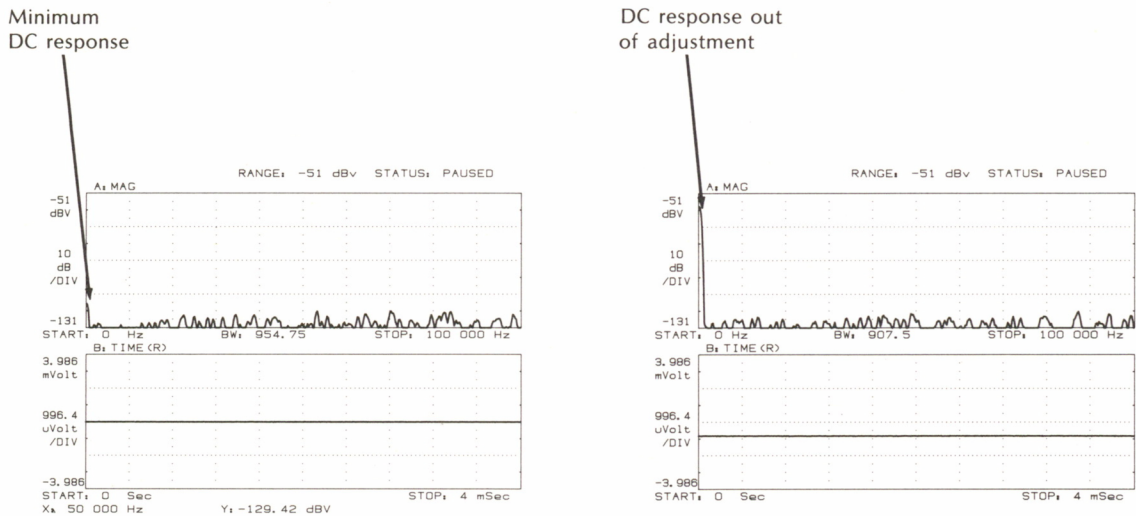 Minimum
DC response
RANGE: -51 dBv STATUS: PAUSED
A: MAG
-51
dBV
10
dB
/DIV
-131
START: 0 Hz BW: 954.75 STOP: 100 000 Hz
B: TIME(R)
3.986
mVolt
996.4
uVolt
/DIV
-3.986
START: 0 Sec STOP: 4 mSec
X: 50 000 Hz Y: -129.42 dBV
DC response out
of adjustment
RANGE: -51 dBv STATUS: PAUSED
A: MAG
-51
dBV
10
dB
/DIV
-131
START: 0 Hz BW: 907.5 STOP: 100 000 Hz
B: TIME(R)
3.986
mVolt
996.4
uVolt
/DIV
-3.986
START: 0 Sec STOP: 4 mSec